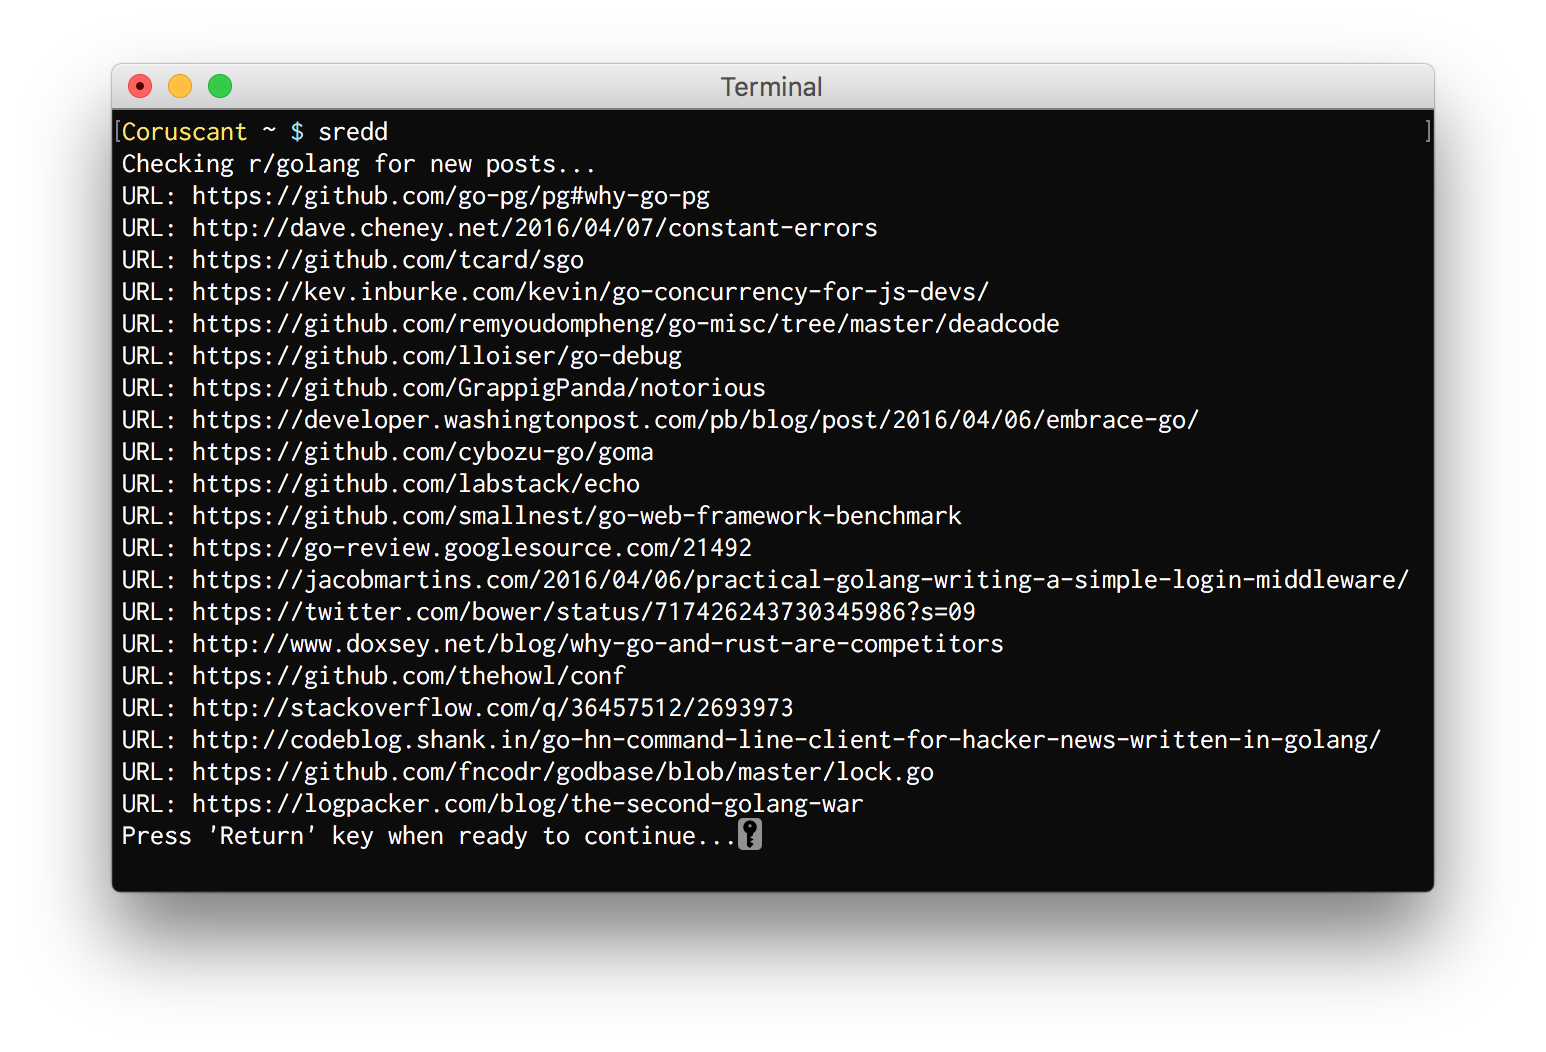 Terminal
[Coruscant ~ $ sredd ]
Checking r/golang for new posts...
URL: https://github.com/go-pg/pg#why-go-pg
URL: http://dave.cheney.net/2016/04/07/constant-errors
URL: https://github.com/tcard/sgo
URL: https://kev.inburke.com/kevin/go-concurrency-for-js-devs/
URL: https://github.com/remyoudompheng/go-misc/tree/master/deadcode
URL: https://github.com/lloiser/go-debug
URL: https://github.com/GrappigPanda/notorious
URL: https://developer.washingtonpost.com/pb/blog/post/2016/04/06/embrace-go/
URL: https://github.com/cybozu-go/goma
URL: https://github.com/labstack/echo
URL: https://github.com/smallnest/go-web-framework-benchmark
URL: https://go-review.googlesource.com/21492
URL: https://jacobmartins.com/2016/04/06/practical-golang-writing-a-simple-login-middleware/
URL: https://twitter.com/bower/status/717426243730345986?s=09
URL: http://www.doxsey.net/blog/why-go-and-rust-are-competitors
URL: https://github.com/thehowl/conf
URL: http://stackoverflow.com/q/36457512/2693973
URL: http://codeblog.shank.in/go-hn-command-line-client-for-hacker-news-written-in-golang/
URL: https://github.com/fncodr/godbase/blob/master/lock.go
URL: https://logpacker.com/blog/the-second-golang-war
Press 'Return' key when ready to continue...